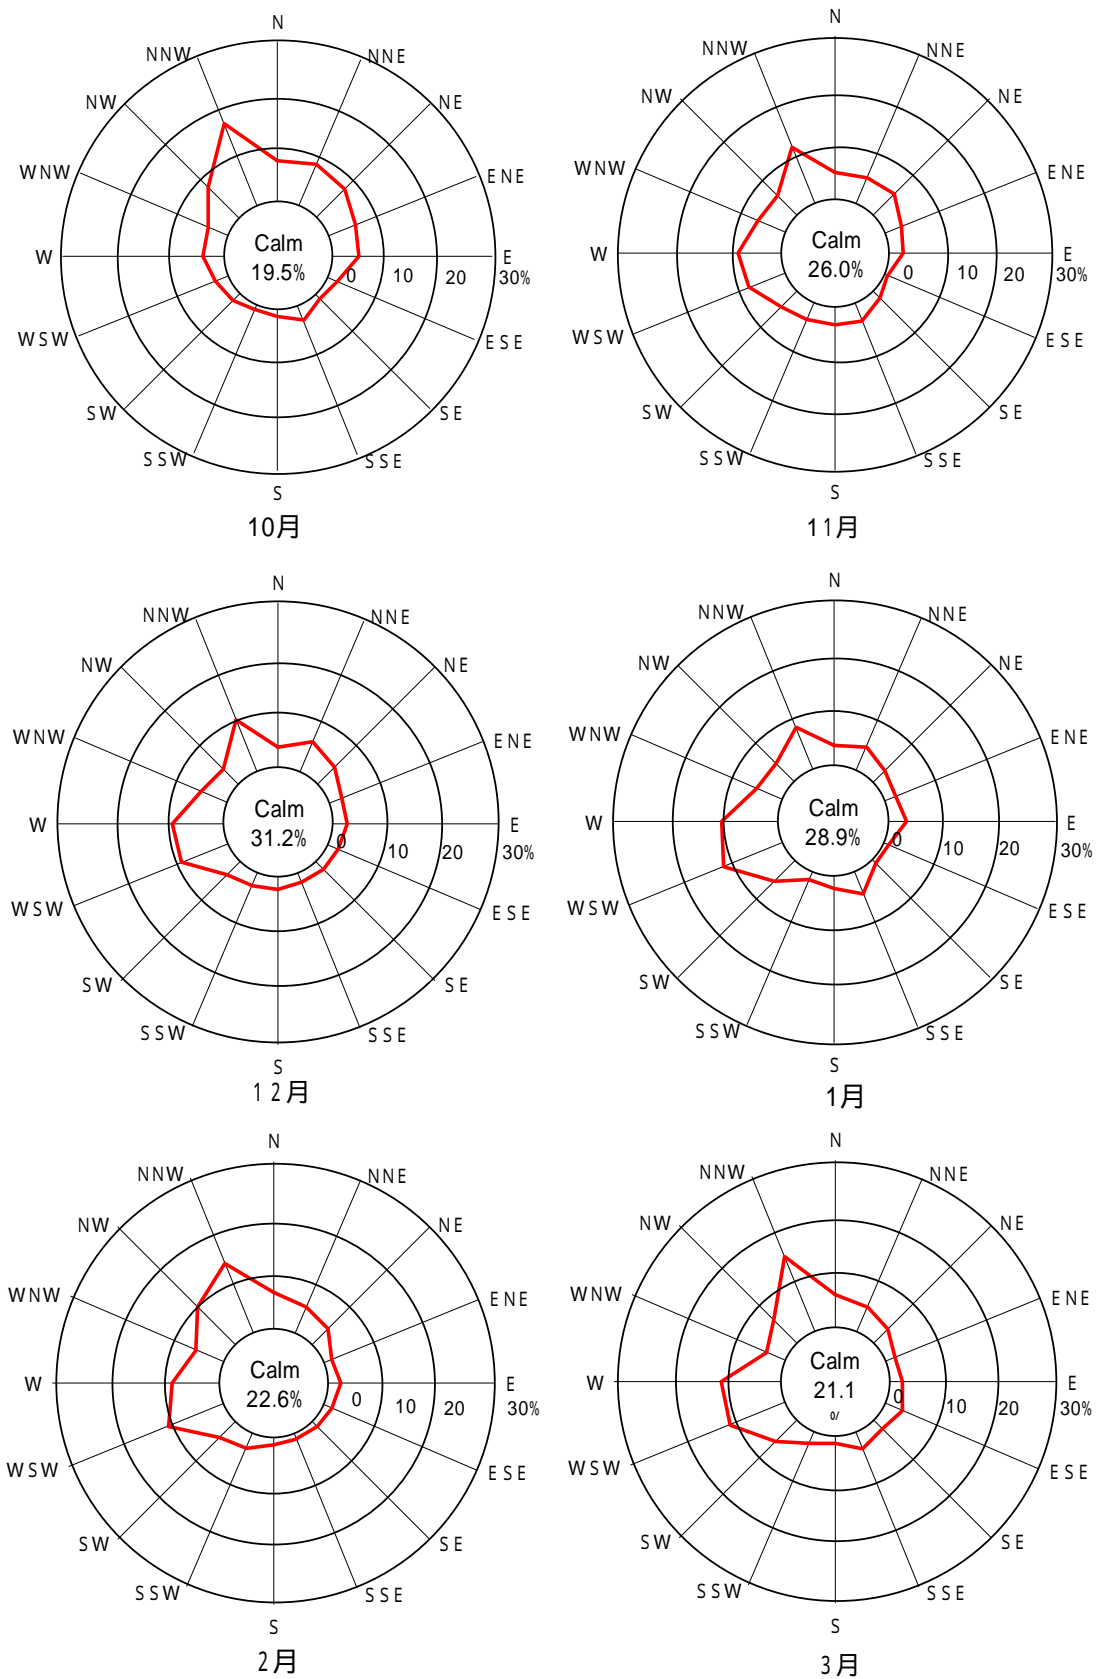 N
NNW
NNE
NW
NE
WNW
ENE
W
Calm
19.5%
E
0
10
20
30%
WSW
ESE
SW
SE
SSW
SSE
S
10月
N
NNW
NNE
NW
NE
WNW
ENE
W
Calm
26.0%
E
0
10
20
30%
WSW
ESE
SW
SE
SSW
SSE
S
11月
N
NNW
NNE
NW
NE
WNW
ENE
W
Calm
31.2%
E
0
10
20
30%
WSW
ESE
SW
SE
SSW
SSE
S
12月
N
NNW
NNE
NW
NE
WNW
ENE
W
Calm
28.9%
E
0
10
20
30%
WSW
ESE
SW
SE
SSW
SSE
S
1月
N
NNW
NNE
NW
NE
WNW
ENE
W
Calm
22.6%
E
0
10
20
30%
WSW
ESE
SW
SE
SSW
SSE
S
2月
N
NNW
NNE
NW
NE
WNW
ENE
W
Calm
21.1
E
0
10
20
30%
WSW
ESE
SW
SE
SSW
SSE
S
3月